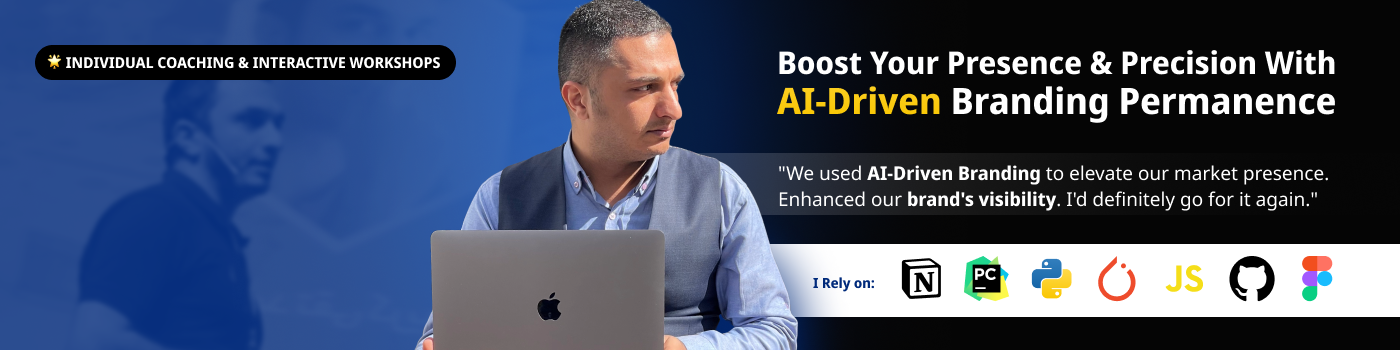 🌟 INDIVIDUAL COACHING & INTERACTIVE WORKSHOPS
Boost Your Presence & Precision With
AI-Driven Branding Permanence
"We used AI-Driven Branding to elevate our market presence.
Enhanced our brand's visibility. I'd definitely go for it again."
I Rely on:
N
PC
JS